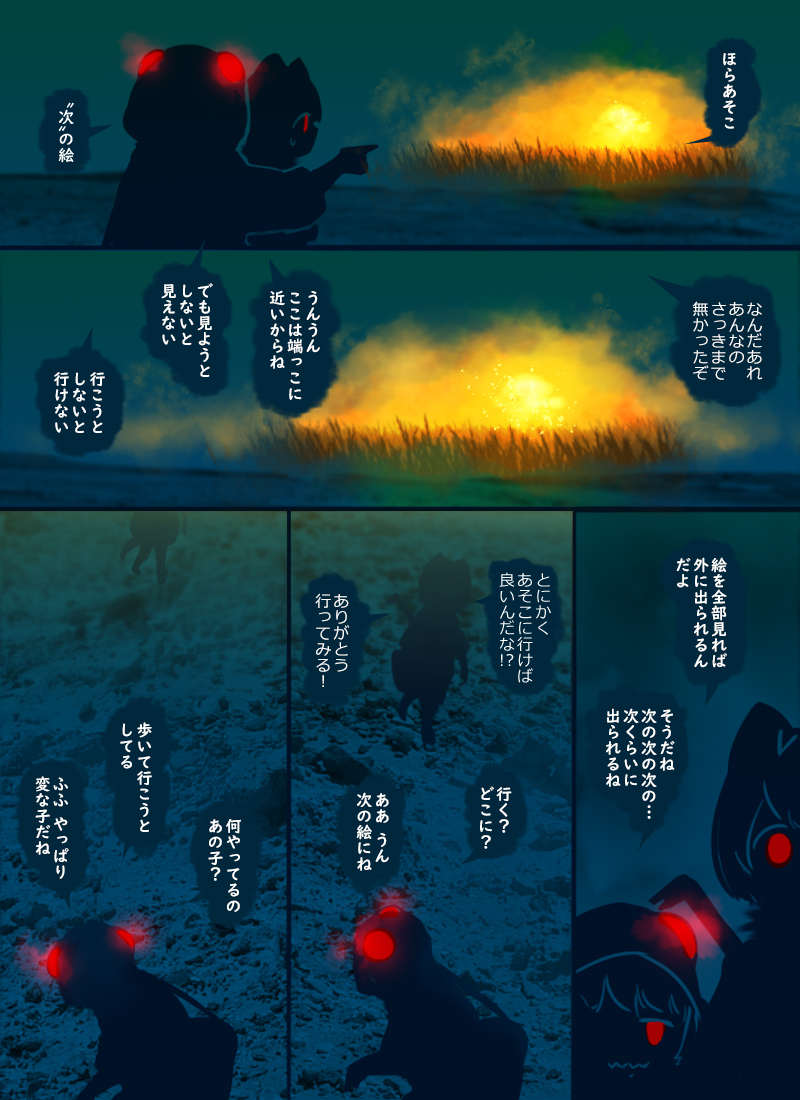 ほらあそこ
〝次〟の絵
なんだあれ
あんなの
さっきまで
無かったぞ
うんうん
ここは端っこに
近いからね
でも見ようと
しないと
見えない
行こうと
しないと
行けない
絵を全部見れば
外に出られるん
だよ
そうだね
次の次の次の…
次くらいに
出られるね
とにかく
あそこに行けば
良いんだな!?
ありがとう
行ってみる!
行く?
どこに?
ああ うん
次の絵にね
何やってるの
あの子?
歩いて行こうと
してる
ふふ やっぱり
変な子だね